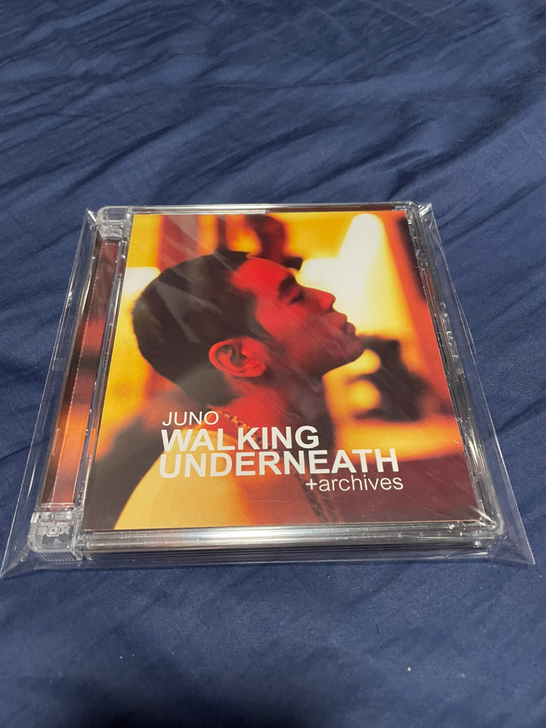 JUNO
WALKING
UNDERNEATH
+archives